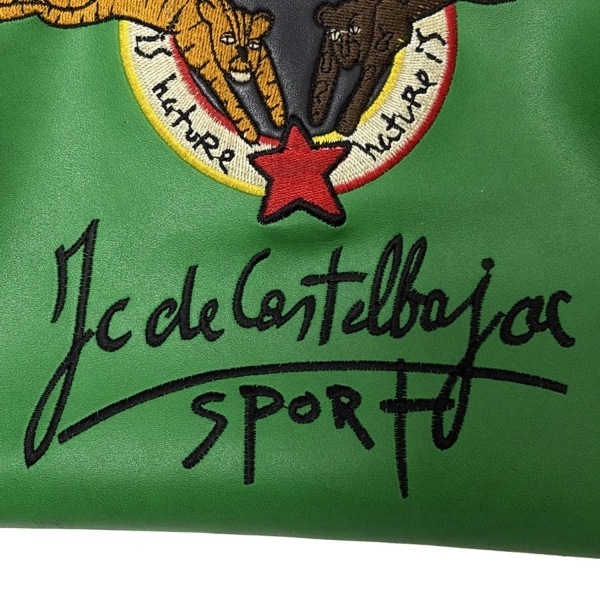 is nature
nature is
Jc de Castelbajac
SPORT